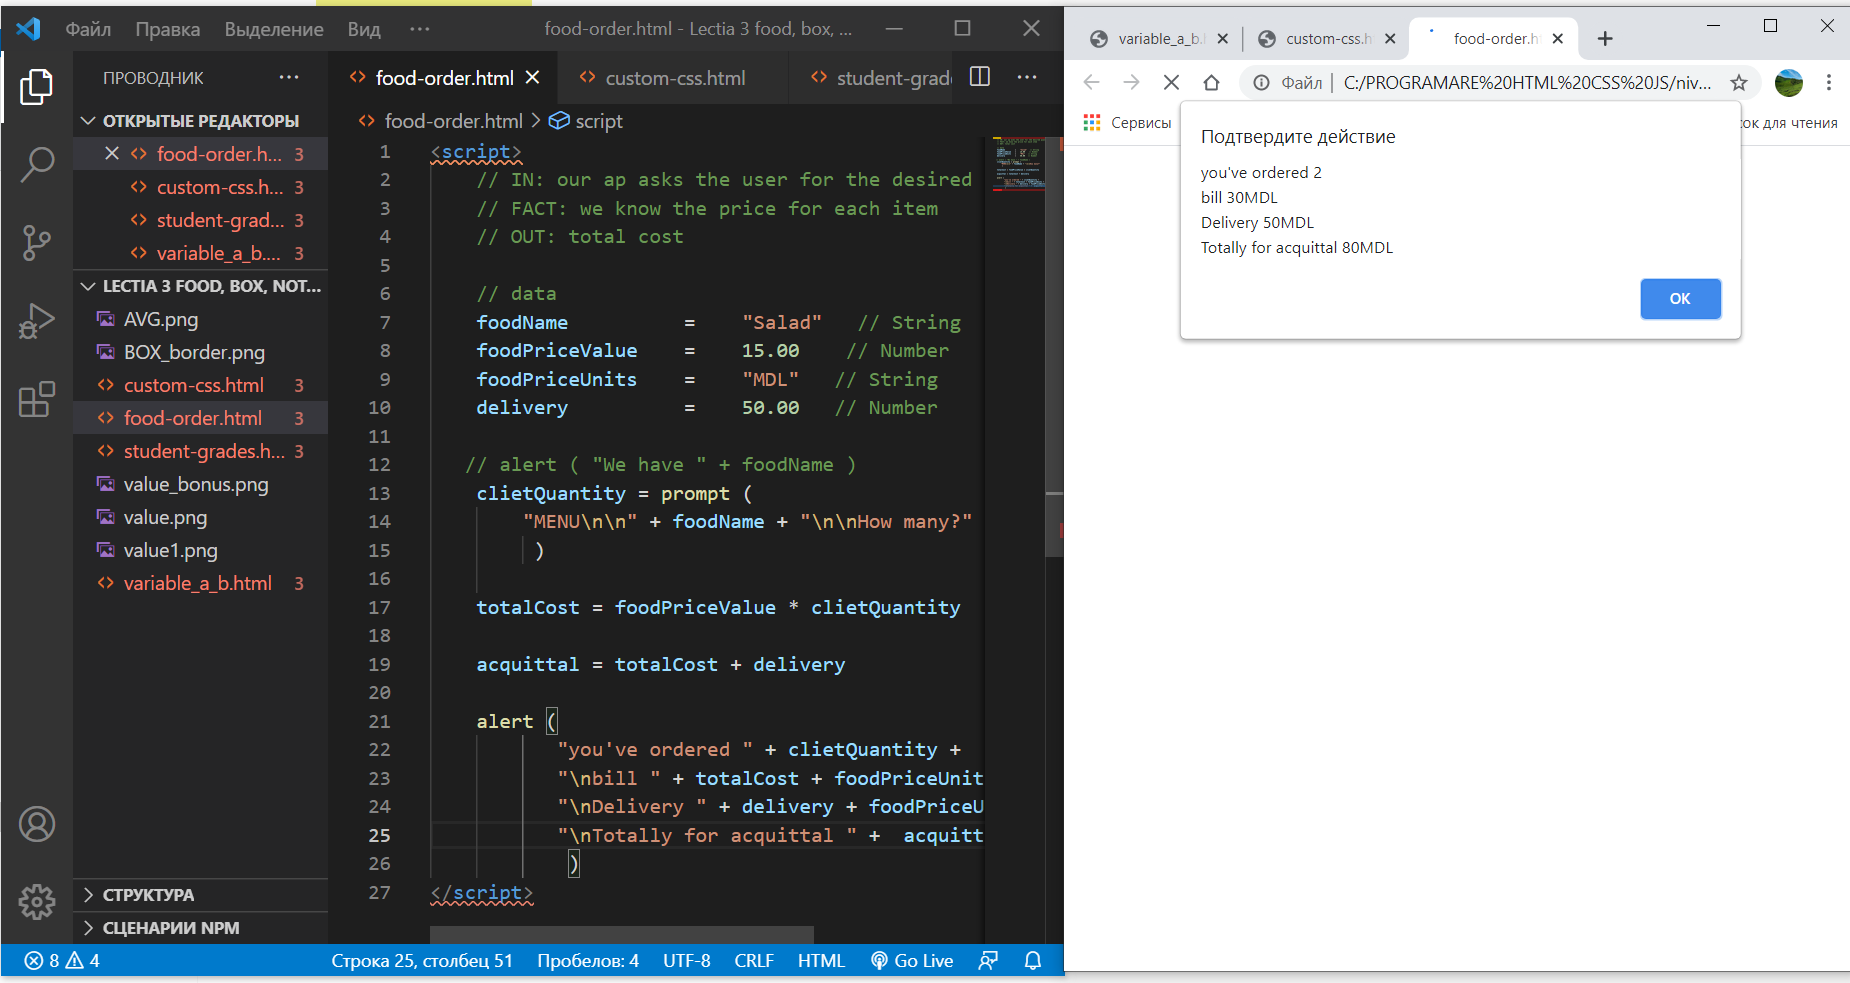 Файл Правка Выделение Вид ··· food-order.html - Lectia 3 food, box, ...
ПРОВОДНИК ···
ОТКРЫТЫЕ РЕДАКТОРЫ
food-order.h... 3
custom-css.h... 3
student-grad... 3
variable_a_b.... 3
LECTIA 3 FOOD, BOX, NOT...
AVG.png
BOX_border.png
custom-css.html 3
food-order.html 3
student-grades.h... 3
value_bonus.png
value.png
value1.png
variable_a_b.html 3
СТРУКТУРА
СЦЕНАРИИ NPM
food-order.html custom-css.html student-grade ···
food-order.html > script
1 <script>
2 // IN: our ap asks the user for the desired
3 // FACT: we know the price for each item
4 // OUT: total cost
5
6 // data
7 foodName = "Salad" // String
8 foodPriceValue = 15.00 // Number
9 foodPriceUnits = "MDL" // String
10 delivery = 50.00 // Number
11
12 // alert ( "We have " + foodName )
13 clietQuantity = prompt (
14 "MENU\n\n" + foodName + "\n\nHow many?"
15 )
16
17 totalCost = foodPriceValue * clietQuantity
18
19 acquittal = totalCost + delivery
20
21 alert (
22 "you've ordered " + clietQuantity +
23 "\nbill " + totalCost + foodPriceUnit
24 "\nDelivery " + delivery + foodPriceU
25 "\nTotally for acquittal " + acquitt
26 )
27 </script>
8 4 Строка 25, столбец 51 Пробелов: 4 UTF-8 CRLF HTML Go Live
variable_a_b.h custom-css.h food-order.h
Файл | C:/PROGRAMARE%20HTML%20CSS%20JS/niv...
Сервисы ок для чтения
Подтвердите действие
you've ordered 2
bill 30MDL
Delivery 50MDL
Totally for acquittal 80MDL
OK